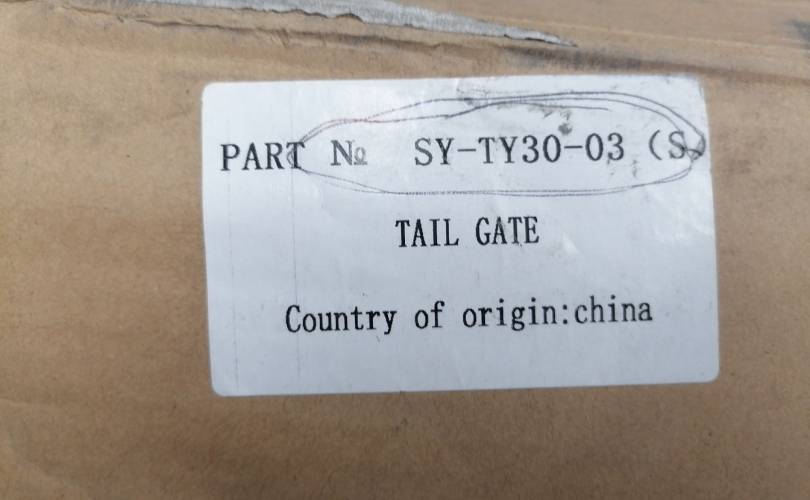 PART № SY-TY30-03 (S
TAIL GATE
Country of origin:china